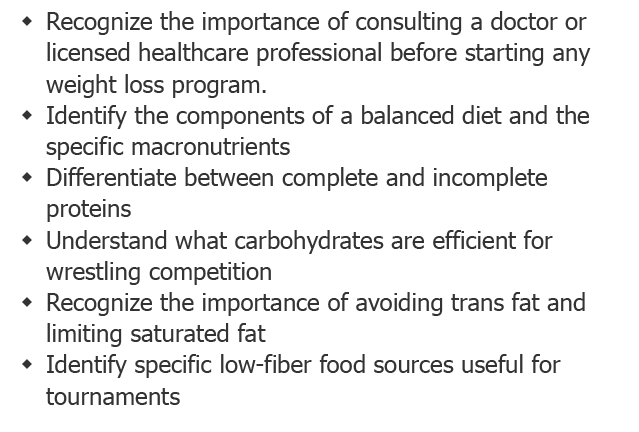 ◆ Recognize the importance of consulting a doctor or
licensed healthcare professional before starting any
weight loss program.
◆ Identify the components of a balanced diet and the
specific macronutrients
◆ Differentiate between complete and incomplete
proteins
◆ Understand what carbohydrates are efficient for
wrestling competition
◆ Recognize the importance of avoiding trans fat and
limiting saturated fat
◆ Identify specific low-fiber food sources useful for
tournaments